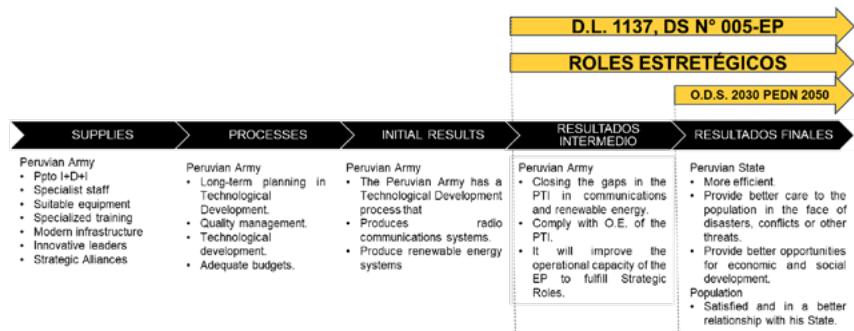 D.L. 1137, DS N° 005-EP
ROLES ESTRETÉGICOS
O.D.S. 2030 PEDN 2050
SUPPLIES
PROCESSES
INITIAL RESULTS
RESULTADOS
INTERMEDIO
RESULTADOS FINALES
Peruvian Army
• Ppto I+D+I
• Specialist staff
• Suitable equipment
• Specialized training
• Modern infrastructure
• Innovative leaders
• Strategic Alliances
Peruvian Army
• Long-term planning in
Technological
Development.
• Quality management.
• Technological
development.
• Adequate budgets.
Peruvian Army
• The Peruvian Army has a
Technological Development
process that
• Produces radio
communications systems.
• Produce renewable energy
systems
Peruvian Army
• Closing the gaps in the
PTI in communications
and renewable energy.
• Comply with O.E. of the
PTI.
• It will improve the
operational capacity of the
EP to fulfill Strategic
Roles.
Peruvian State
• More efficient.
• Provide better care to the
population in the face of
disasters, conflicts or other
threats.
• Provide better opportunities
for economic and social
development.
Population
• Satisfied and in a better
relationship with his State.